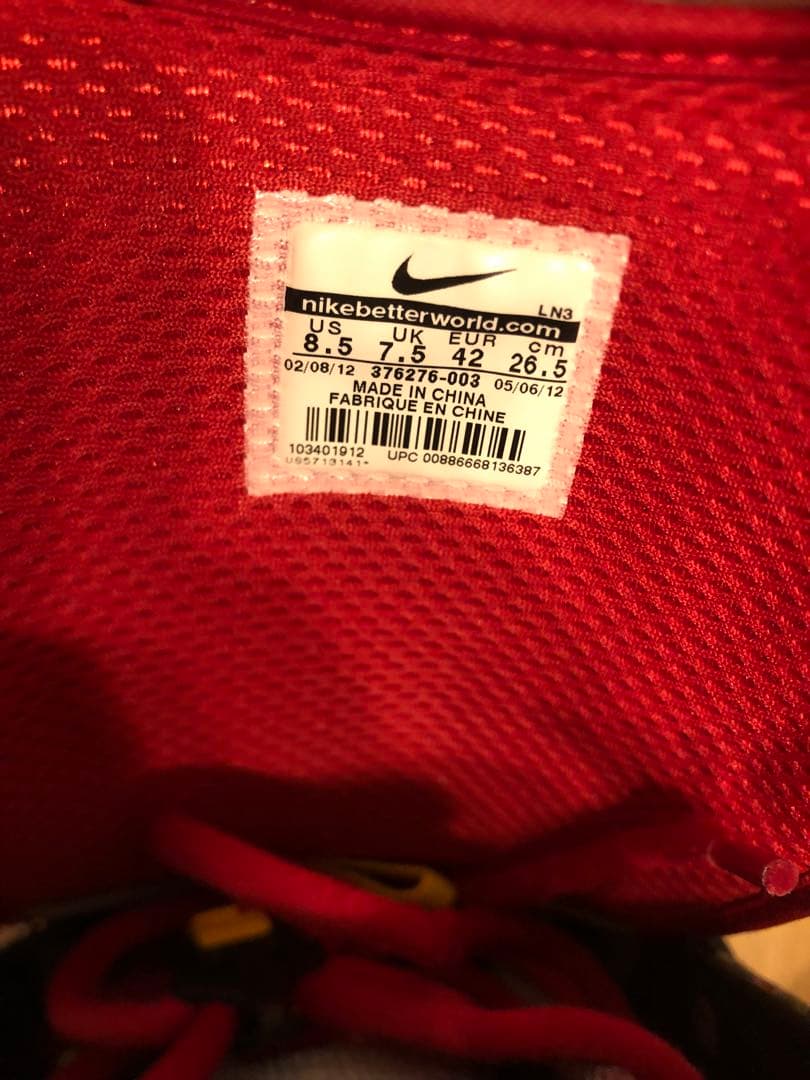 LN3
nikebetterworld.com
US UK EUR cm
8.5 7.5 42 26.5
02/08/12 376276-003 05/06/12
MADE IN CHINA
FABRIQUE EN CHINE
103401912 UPC 00886668136387